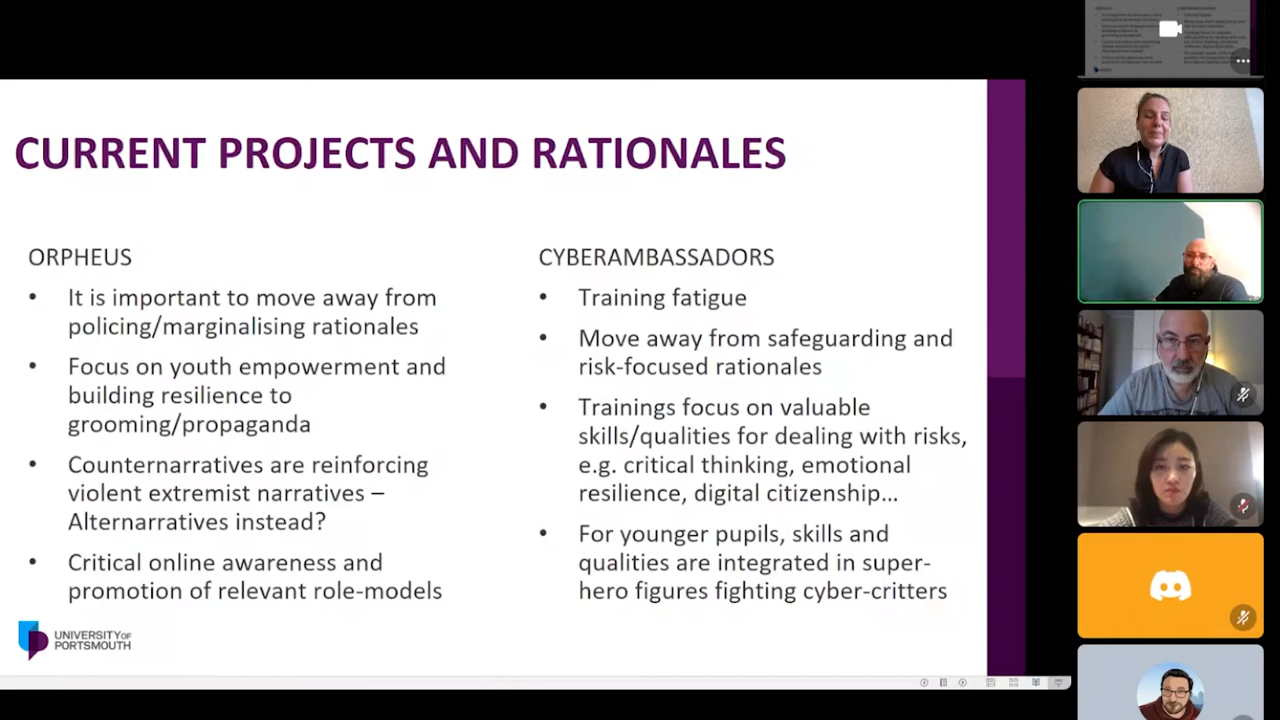 CURRENT PROJECTS AND RATIONALES
ORPHEUS
• It is important to move away from
policing/marginalising rationales
• Focus on youth empowerment and
building resilience to
grooming/propaganda
• Counternarratives are reinforcing
violent extremist narratives –
Alternarratives instead?
• Critical online awareness and
promotion of relevant role-models
CYBERAMBASSADORS
• Training fatigue
• Move away from safeguarding and
risk-focused rationales
• Trainings focus on valuable
skills/qualities for dealing with risks,
e.g. critical thinking, emotional
resilience, digital citizenship...
• For younger pupils, skills and
qualities are integrated in super-
hero figures fighting cyber-critters
UNIVERSITY OF
PORTSMOUTH